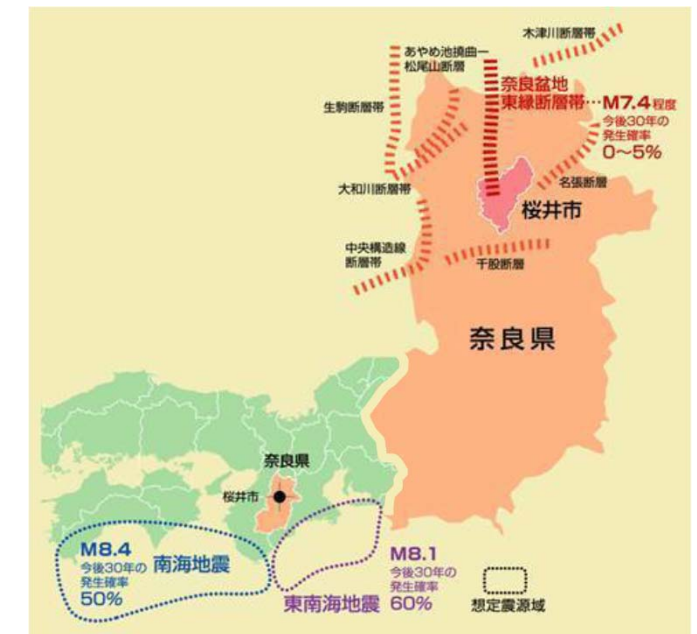 木津川断層帯
あやめ池撓曲ー
松尾山断層
奈良盆地
東縁断層帯…M7.4程度
今後30年の
発生確率
0～5%
生駒断層帯
大和川断層帯
名張断層
桜井市
中央構造線
断層帯
千股断層
奈良県
奈良県
桜井市
M8.4
今後30年の
発生確率
50%
南海地震
M8.1
今後30年の
発生確率
60%
東南海地震
想定震源域